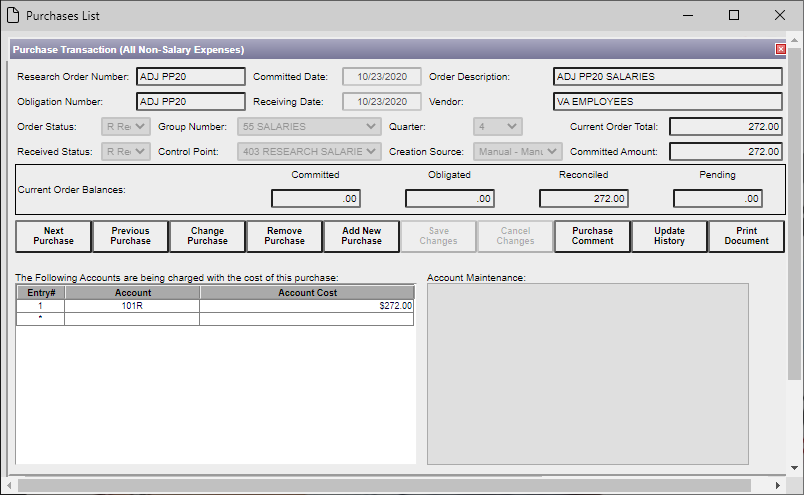 Purchases List
Purchase Transaction (All Non-Salary Expenses)
Research Order Number: ADJ PP20 Committed Date: 10/23/2020 Order Description: ADJ PP20 SALARIES
Obligation Number: ADJ PP20 Receiving Date: 10/23/2020 Vendor: VA EMPLOYEES
Order Status: R Re Group Number: 55 SALARIES Quarter: 4 Current Order Total: 272.00
Received Status: R Re Control Point: 403 RESEARCH SALARIE Creation Source: Manual - Manu Committed Amount: 272.00
Committed Obligated Reconciled Pending
Current Order Balances: .00 .00 272.00 .00
Next Purchase Previous Purchase Change Purchase Remove Purchase Add New Purchase Save Changes Cancel Changes Purchase Comment Update History Print Document
The Following Accounts are being charged with the cost of this purchase: Account Maintenance:
Entry# Account Account Cost
1 101R $272.00
*